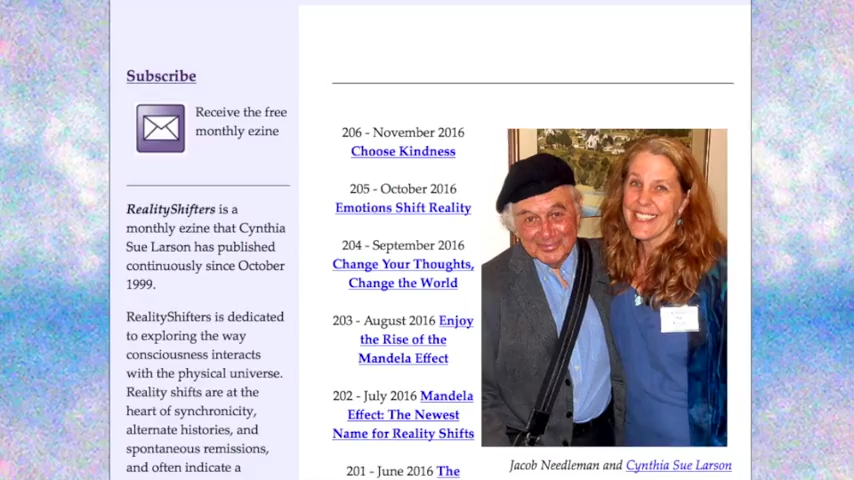 Subscribe
Receive the free
monthly ezine
RealityShifters is a
monthly ezine that Cynthia
Sue Larson has published
continuously since October
1999.
RealityShifters is dedicated
to exploring the way
consciousness interacts
with the physical universe.
Reality shifts are at the
heart of synchronicity,
alternate histories, and
spontaneous remissions,
and often indicate a
206 - November 2016
Choose Kindness
205 - October 2016
Emotions Shift Reality
204 - September 2016
Change Your Thoughts,
Change the World
203 - August 2016 Enjoy
the Rise of the
Mandela Effect
202 - July 2016 Mandela
Effect: The Newest
Name for Reality Shifts
201 - June 2016 The
Jacob Needleman and Cynthia Sue Larson